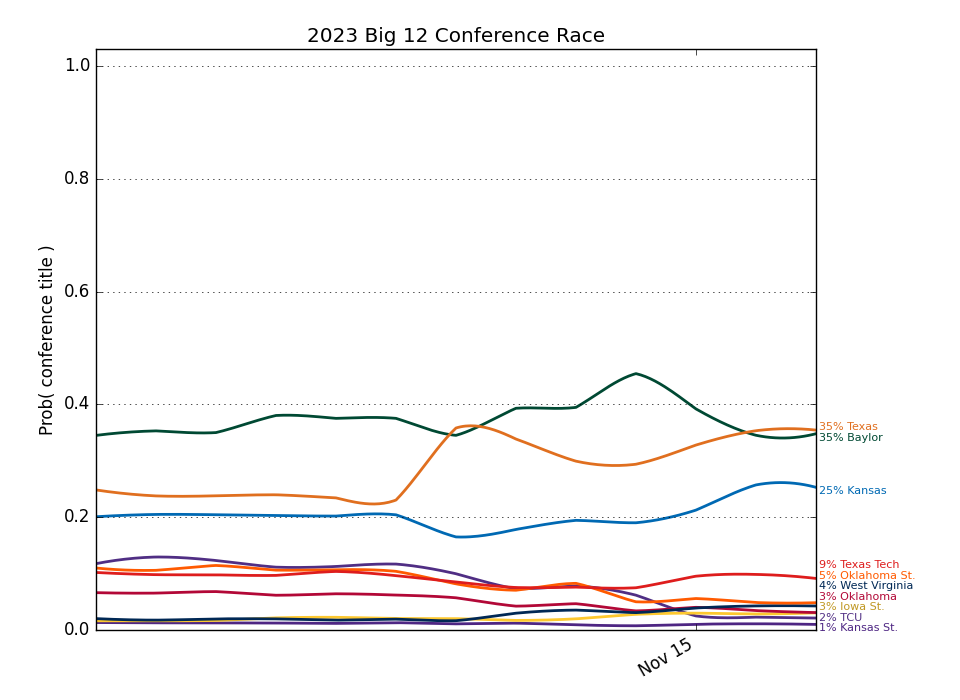 2023 Big 12 Conference Race
1.0
0.8
0.6
0.4
0.2
0.0
Prob( conference title )
35% Texas
35% Baylor
25% Kansas
9% Texas Tech
5% Oklahoma St.
4% West Virginia
3% Oklahoma
3% Iowa St.
2% TCU
1% Kansas St.
Nov 15